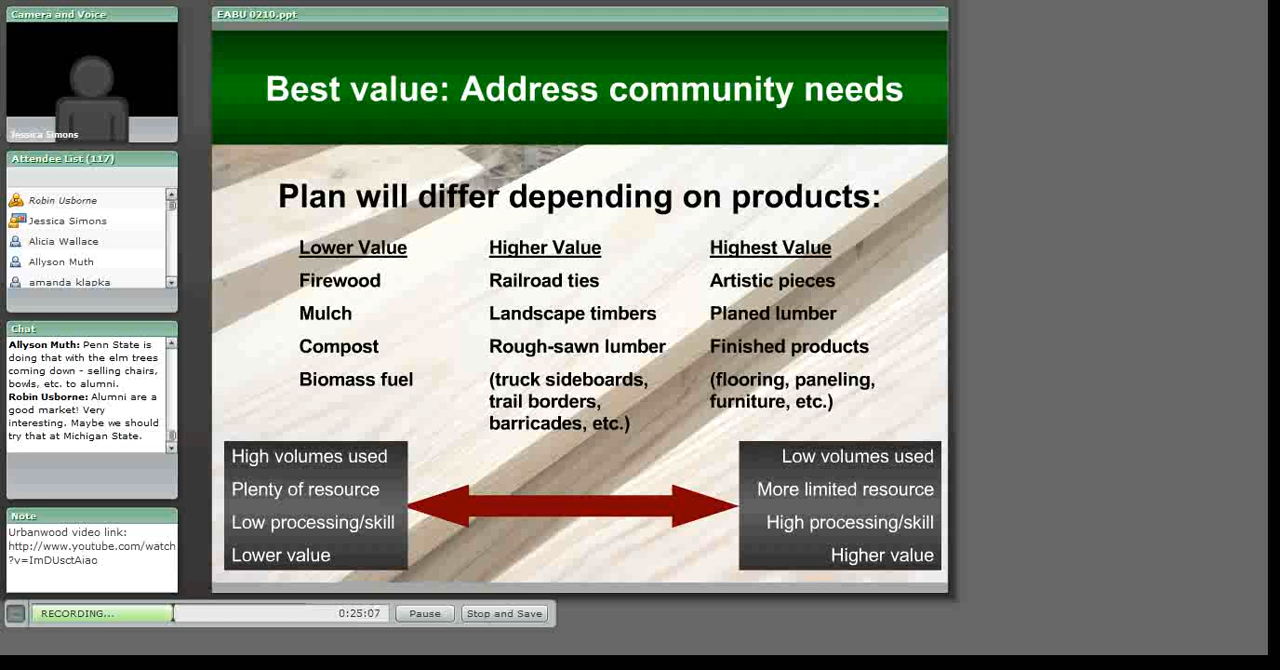 Camera and Voice
Jessica Simons
Attendee List (117)
Robin Usborne
Jessica Simons
Alicia Wallace
Allyson Muth
amanda klapka
Chat
Allyson Muth: Penn State is
doing that with the elm trees
coming down - selling chairs,
bowls, etc. to alumni.
Robin Usborne: Alumni are a
good market! Very
interesting. Maybe we should
try that at Michigan State.
Note
Urbanwood video link:
http://www.youtube.com/watch
?v=ImDUsctAiao
EABU 0210.ppt
Best value: Address community needs
Plan will differ depending on products:
Lower Value
Firewood
Mulch
Compost
Biomass fuel
Higher Value
Railroad ties
Landscape timbers
Rough-sawn lumber
(truck sideboards,
trail borders,
barricades, etc.)
Highest Value
Artistic pieces
Planed lumber
Finished products
(flooring, paneling,
furniture, etc.)
High volumes used
Plenty of resource
Low processing/skill
Lower value
Low volumes used
More limited resource
High processing/skill
Higher value
RECORDING...
0:25:07
Pause
Stop and Save